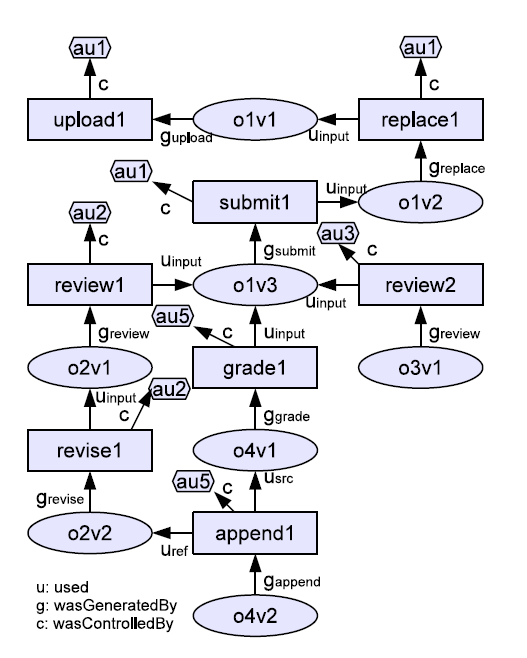 au1
au1
c
c
upload1
o1v1
replace1
gupload
uinput
greplace
au1
uinput
c
submit1
o1v2
au2
gsubmit
au3
c
c
uinput
review1
o1v3
review2
uinput
au5
greview
c
uinput
greview
o2v1
grade1
o3v1
uinput
au2
c
ggrade
revise1
o4v1
grevise
au5
c
usrc
o2v2
append1
uref
gappend
u: used
g: wasGeneratedBy
c: wasControlledBy
o4v2